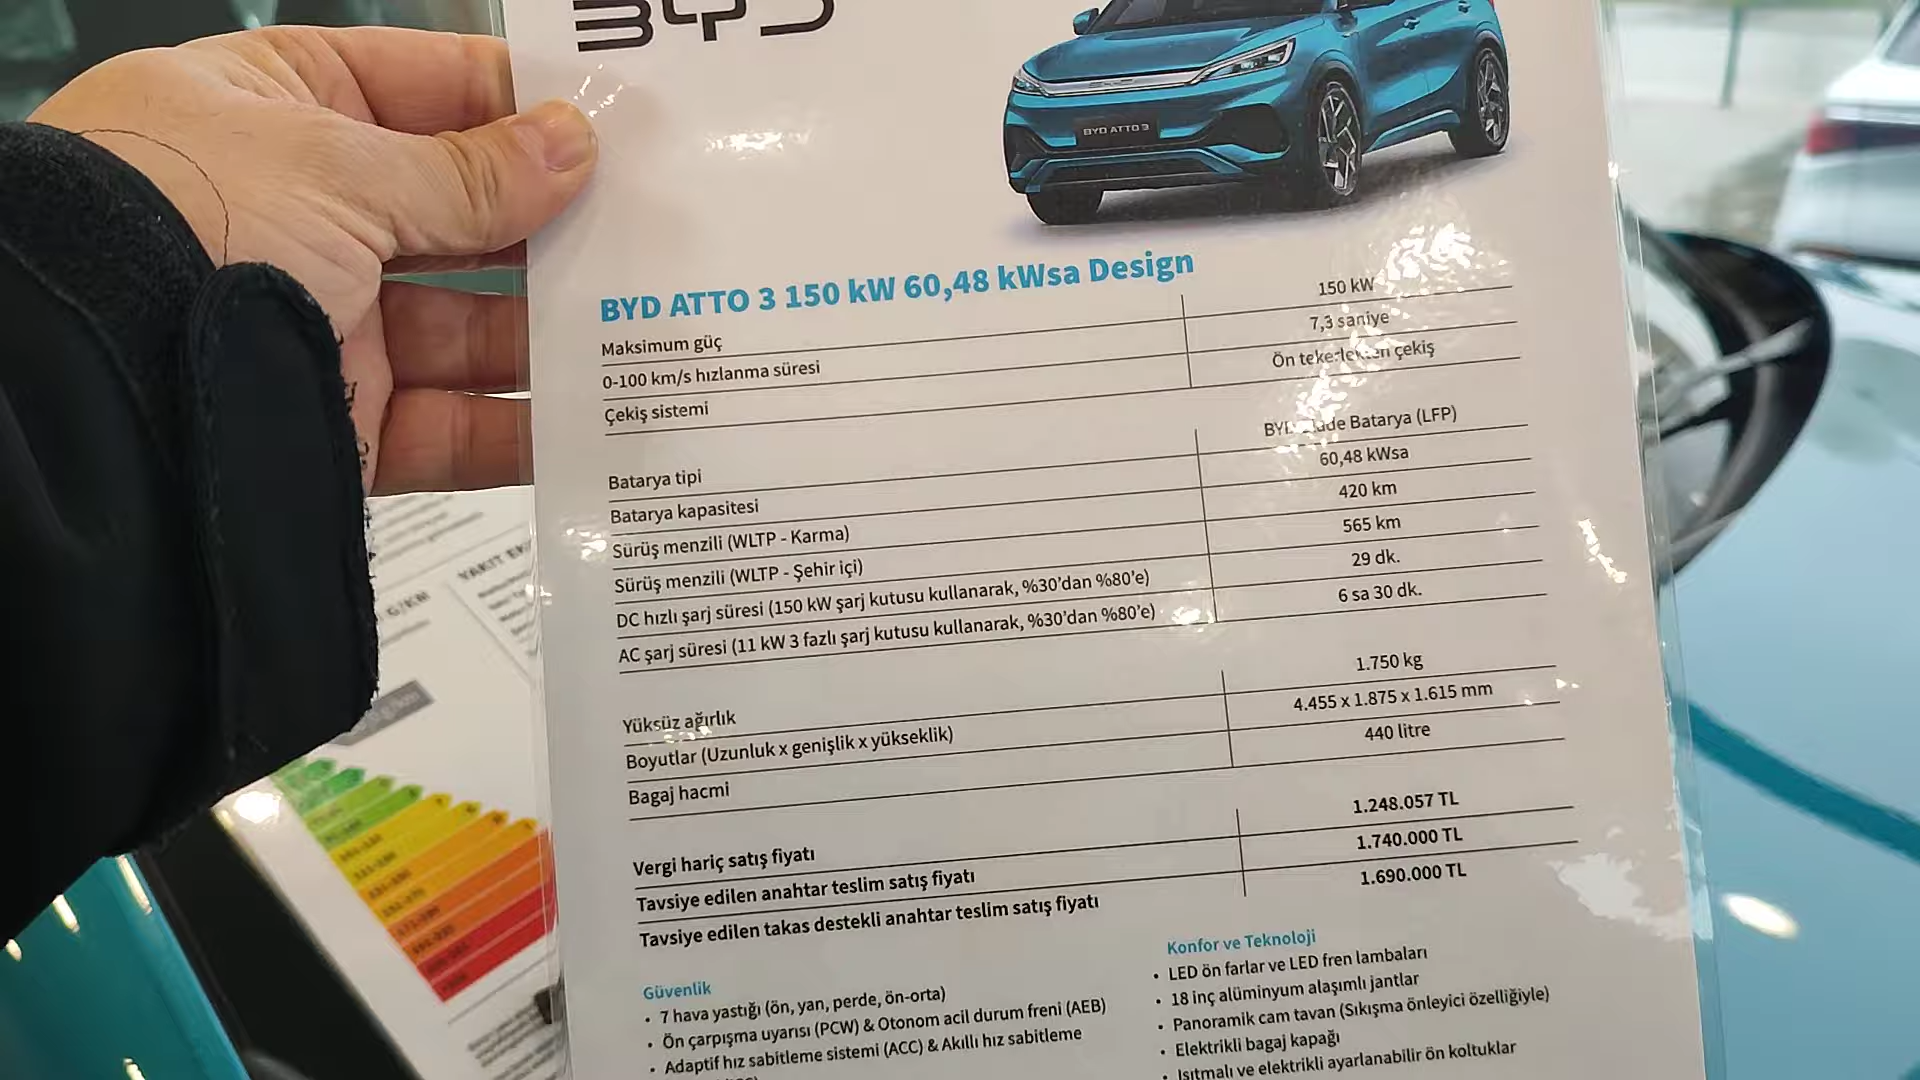 BYD
BYD ATTO 3
BYD ATTO 3 150 kW 60,48 kWsa Design
Maksimum güç 150 kW
0-100 km/s hızlanma süresi 7,3 saniye
Çekiş sistemi Ön tekerlekten çekiş
Batarya tipi BYD Blade Batarya (LFP)
Batarya kapasitesi 60,48 kWsa
Sürüş menzili (WLTP - Karma) 420 km
Sürüş menzili (WLTP - Şehir içi) 565 km
DC hızlı şarj süresi (150 kW şarj kutusu kullanarak, %30'dan %80'e) 29 dk.
AC şarj süresi (11 kW 3 fazlı şarj kutusu kullanarak, %30'dan %80'e) 6 sa 30 dk.
Yüksüz ağırlık 1.750 kg
Boyutlar (Uzunluk x genişlik x yükseklik) 4.455 x 1.875 x 1.615 mm
Bagaj hacmi 440 litre
Vergi hariç satış fiyatı 1.248.057 TL
Tavsiye edilen anahtar teslim satış fiyatı 1.740.000 TL
Tavsiye edilen takas destekli anahtar teslim satış fiyatı 1.690.000 TL
Güvenlik
• 7 hava yastığı (ön, yan, perde, ön-orta)
• Ön çarpışma uyarısı (PCW) & Otonom acil durum freni (AEB)
• Adaptif hız sabitleme sistemi (ACC) & Akıllı hız sabitleme
Konfor ve Teknoloji
• LED ön farlar ve LED fren lambaları
• 18 inç alüminyum alaşımlı jantlar
• Panoramik cam tavan (Sıkışma önleyici özelliğiyle)
• Elektrikli bagaj kapağı
• Isıtmalı ve elektrikli ayarlanabilir ön koltuklar
YAKIT